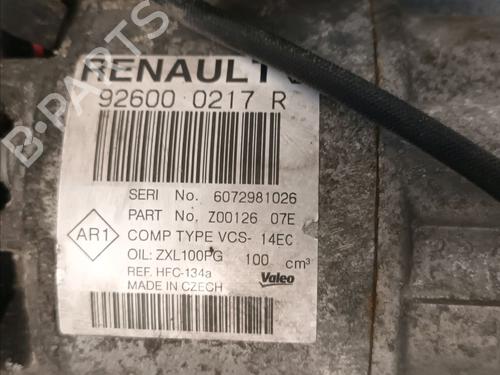 RENAULT
92600 0217 R
SERI No. 6072981026
PART No. Z00126 07E
AR1
COMP TYPE VCS- 14EC
OIL: ZXL100PG 100 cm³
REF. HFC-134a
MADE IN CZECH
Valeo
B-PARTS